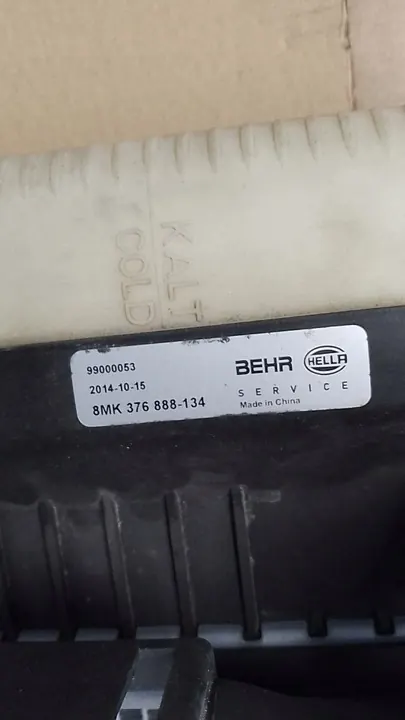 KALT
COLD
99000053
2014-10-15
8MK 376 888-134
BEHR HELLA
SERVICE
Made in China